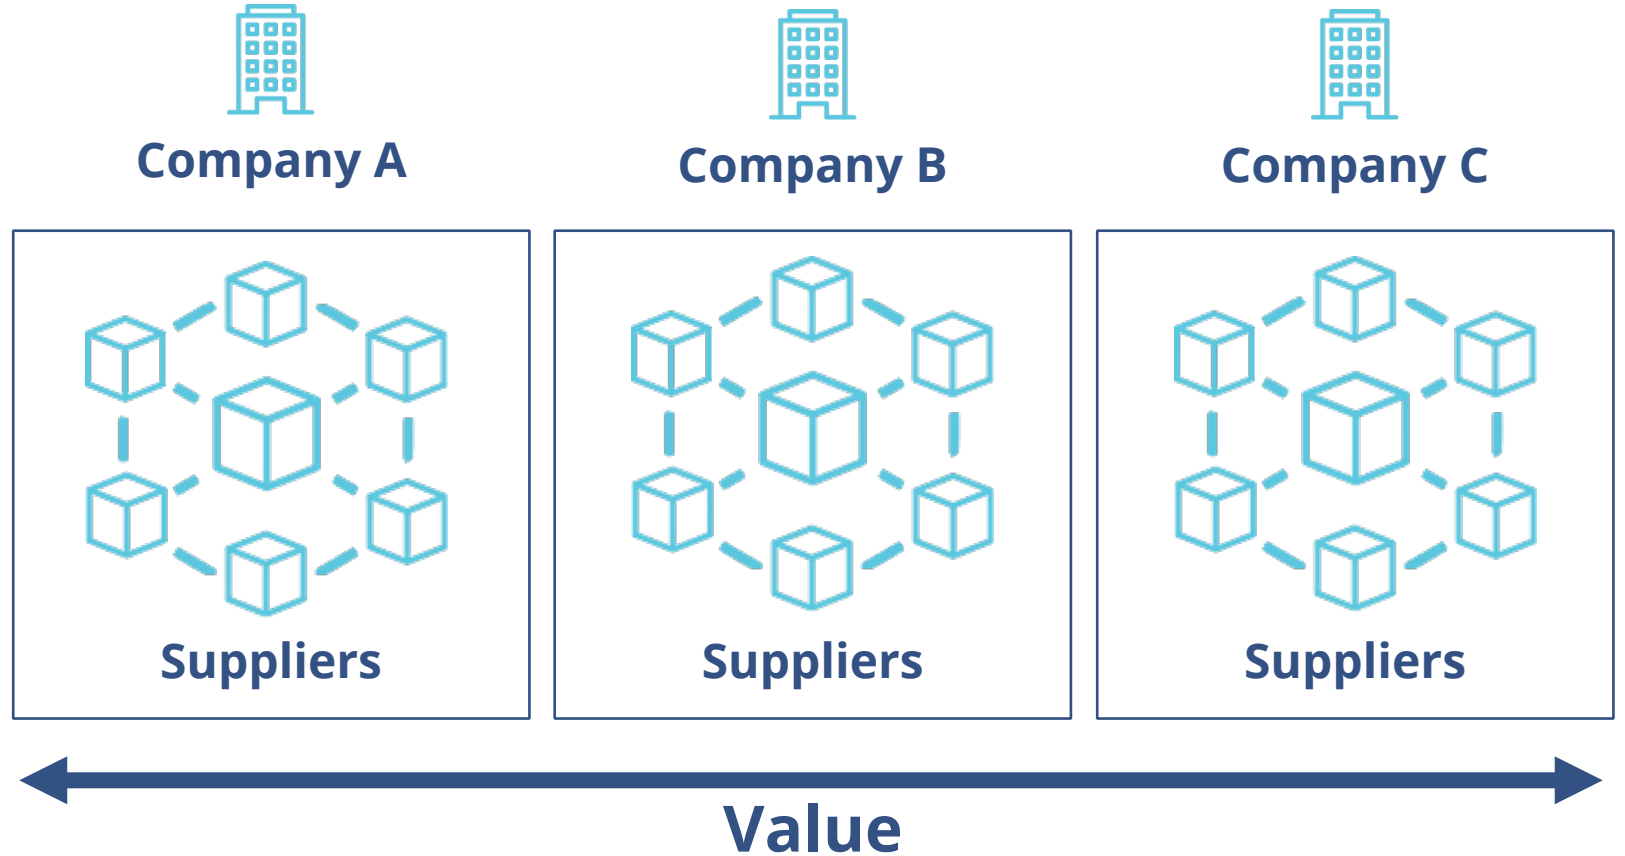 Company A
Company B
Company C
Suppliers
Suppliers
Suppliers
Value